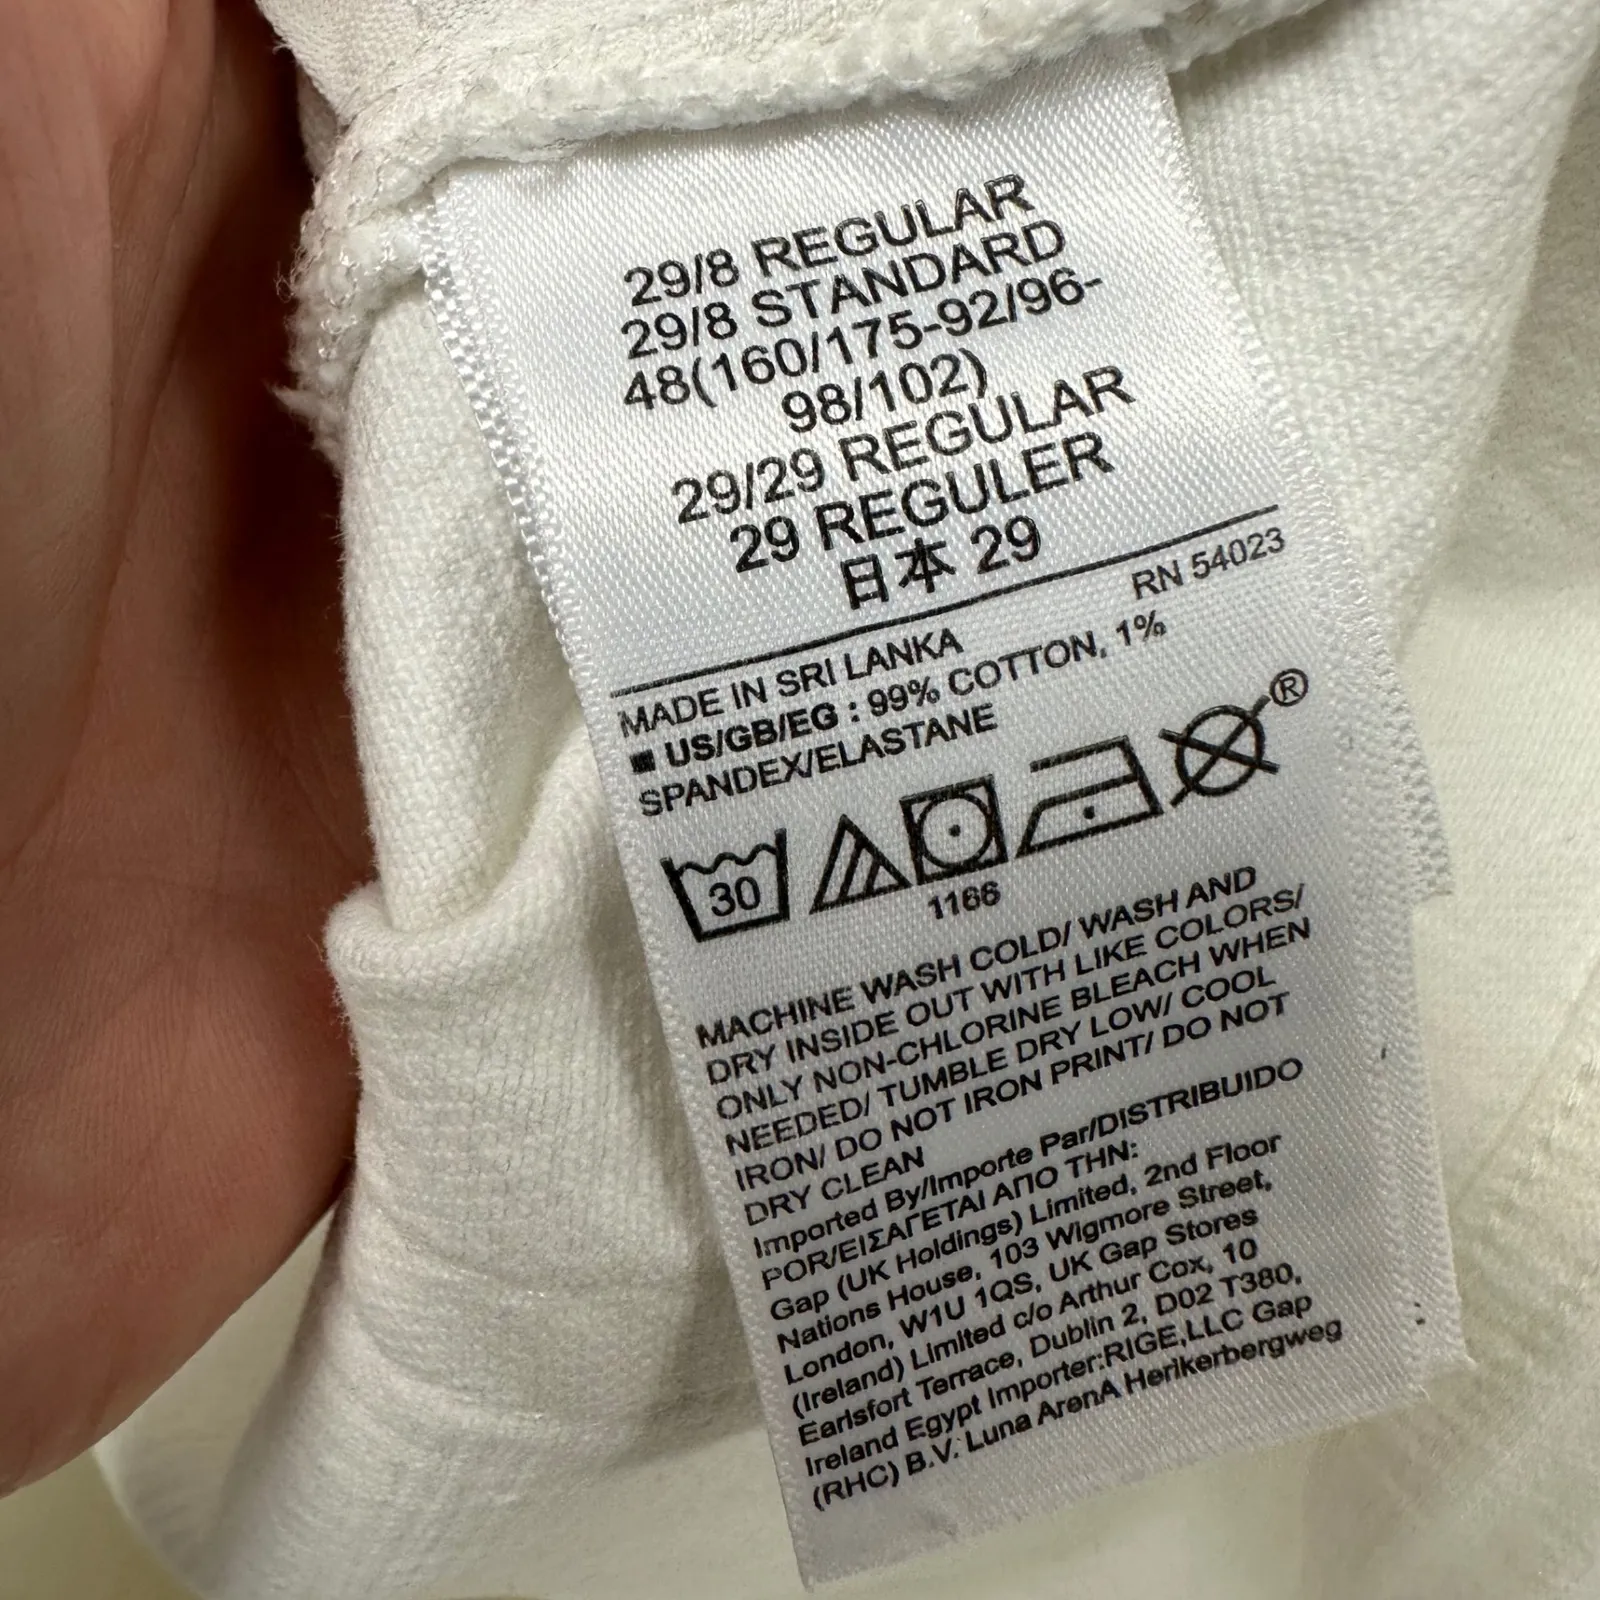 29/8 REGULAR
29/8 STANDARD
48(160/175-92/96-
98/102)
29/29 REGULAR
29 REGULER
日本 29
RN 54023
MADE IN SRI LANKA
US/GB/EG : 99% COTTON, 1%
SPANDEX/ELASTANE
30
®
1166
MACHINE WASH COLD/ WASH AND
DRY INSIDE OUT WITH LIKE COLORS/
ONLY NON-CHLORINE BLEACH WHEN
NEEDED/ TUMBLE DRY LOW/ COOL
IRON/ DO NOT IRON PRINT/ DO NOT
DRY CLEAN
Imported By/Importe Par/DISTRIBUIDO
POR/ΕΙΣΑΓΕΤΑΙ ΑΠΟ ΤΗΝ:
Gap (UK Holdings) Limited, 2nd Floor
Nations House, 103 Wigmore Street,
London, W1U 1QS, UK Gap Stores
(Ireland) Limited c/o Arthur Cox, 10
Earlsfort Terrace, Dublin 2, D02 T380,
Ireland Egypt Importer:RIGE,LLC Gap
(RHC) B.V. Luna ArenA Herikerbergweg